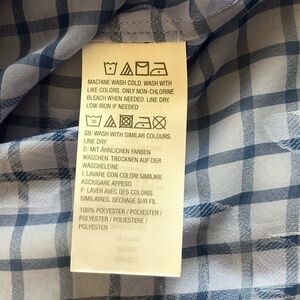 MACHINE WASH COLD. WASH WITH
LIKE COLORS. ONLY NON-CHLORINE
BLEACH WHEN NEEDED. LINE DRY.
LOW IRON IF NEEDED
30
GB: WASH WITH SIMILAR COLOURS.
LINE DRY
D: MIT ÄHNLICHEN FARBEN
WASCHEN. TROCKNEN AUF DER
WÄSCHELEINE
I: LAVARE CON COLORI SIMILARI.
ASCIUGARE APPESO
F: LAVER AVEC DES COLORIS
SIMILAIRES. SÉCHAGE SUR FIL
100% POLYESTER / POLYESTER
/ POLYESTERE / POLIESTERE /
POLYESTER